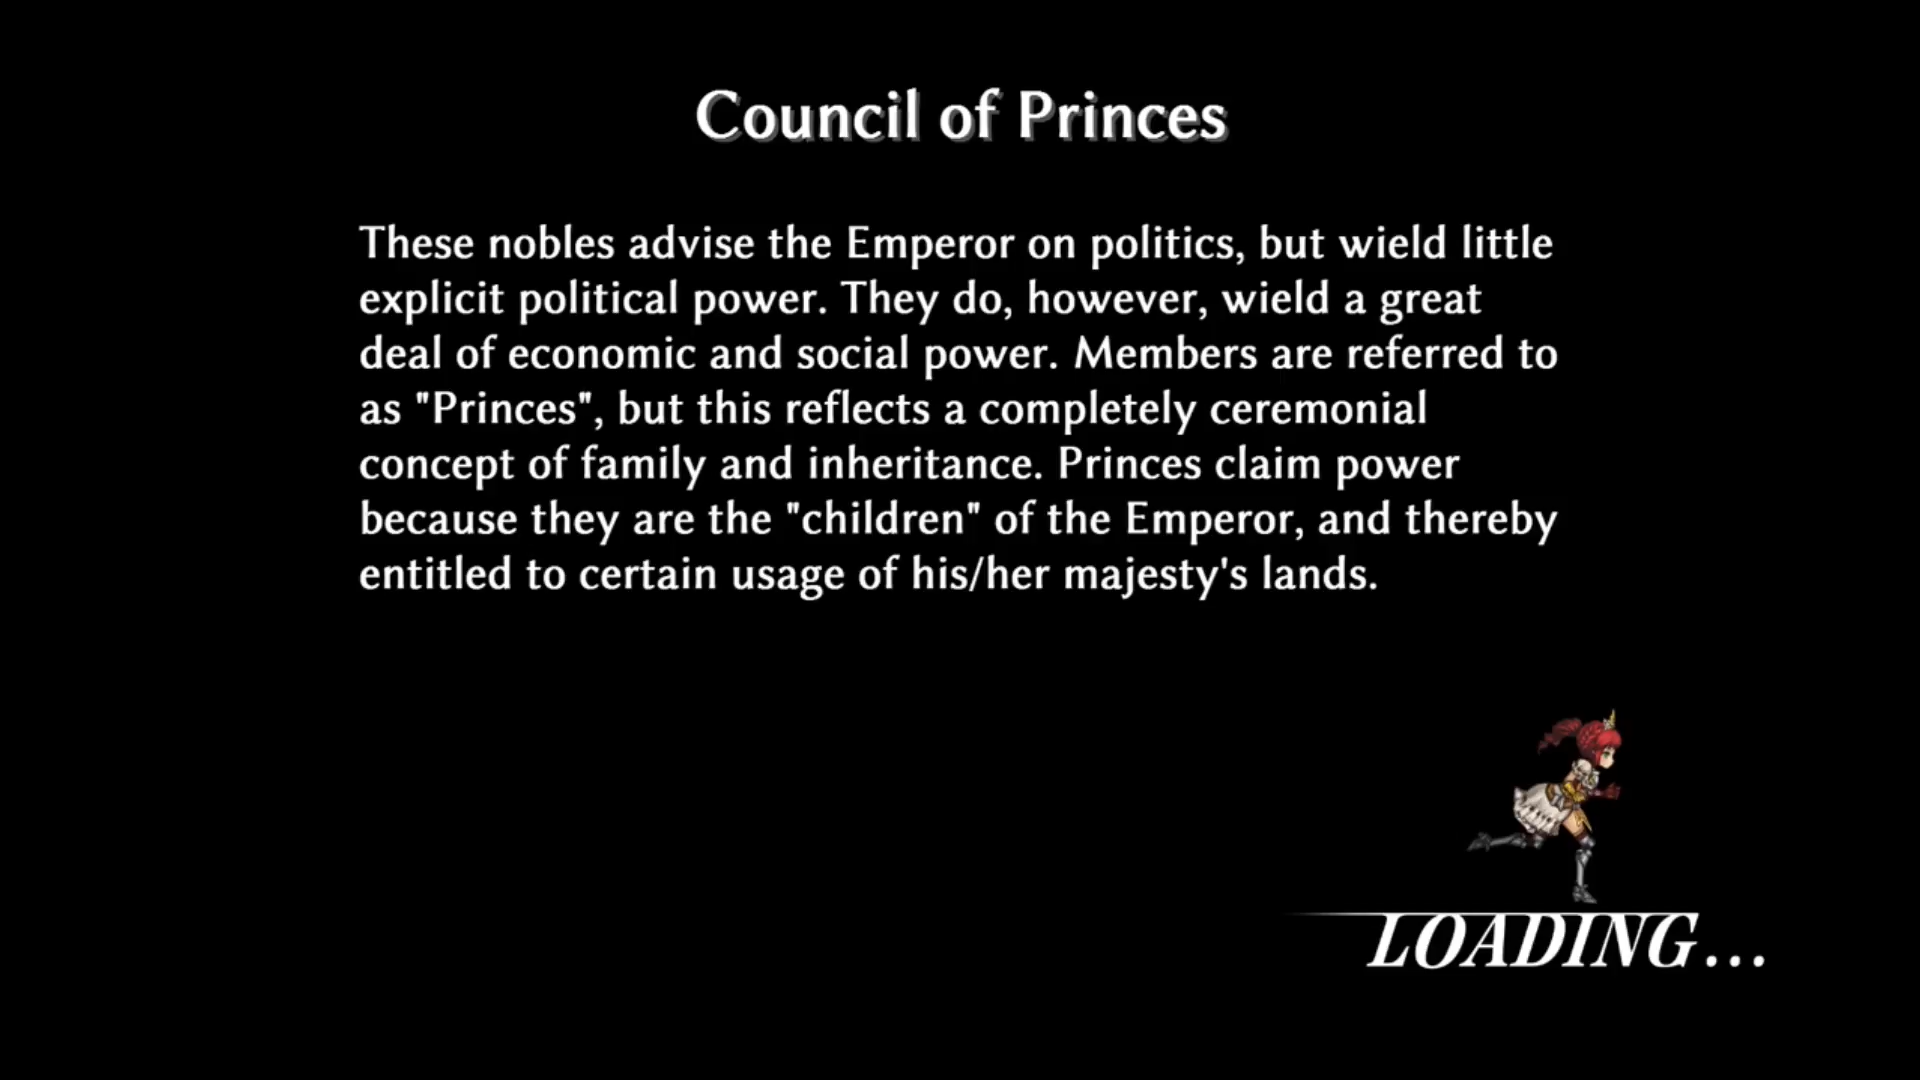 Council of Princes
These nobles advise the Emperor on politics, but wield little
explicit political power. They do, however, wield a great
deal of economic and social power. Members are referred to
as "Princes", but this reflects a completely ceremonial
concept of family and inheritance. Princes claim power
because they are the "children" of the Emperor, and thereby
entitled to certain usage of his/her majesty's lands.
LOADING...